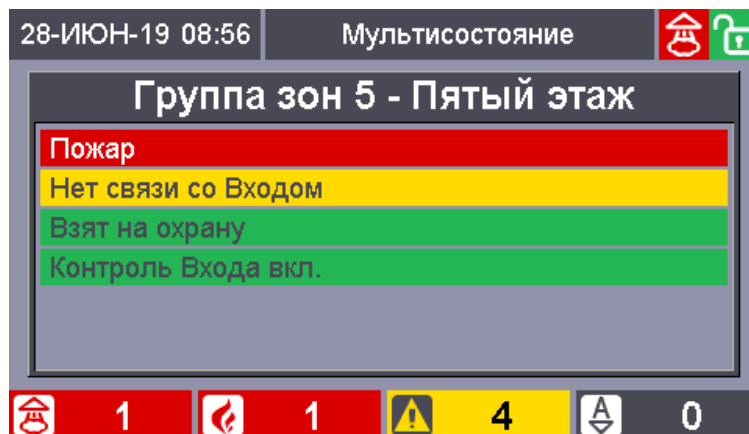 28-ИЮН-19 08:56 Мультисостояние
Группа зон 5 - Пятый этаж
Пожар
Нет связи со Входом
Взят на охрану
Контроль Входа вкл.
1 1 4 A 0